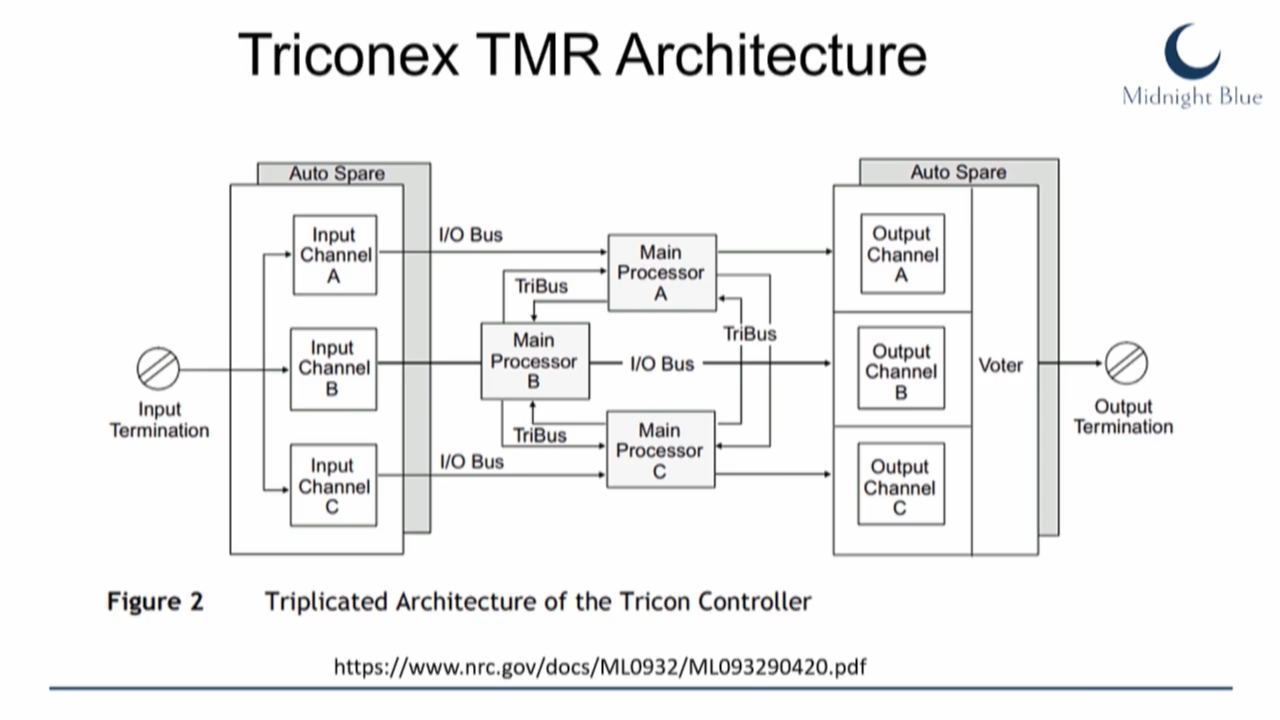 Triconex TMR Architecture
Midnight Blue
Auto Spare
Auto Spare
Input
Channel
A
I/O Bus
Main
Processor
A
Output
Channel
A
TriBus
TriBus
Input
Channel
B
Main
Processor
B
I/O Bus
Output
Channel
B
Voter
Input
Termination
Output
Termination
TriBus
Main
Processor
C
I/O Bus
Input
Channel
C
Output
Channel
C
Figure 2 Triplicated Architecture of the Tricon Controller
https://www.nrc.gov/docs/ML0932/ML093290420.pdf